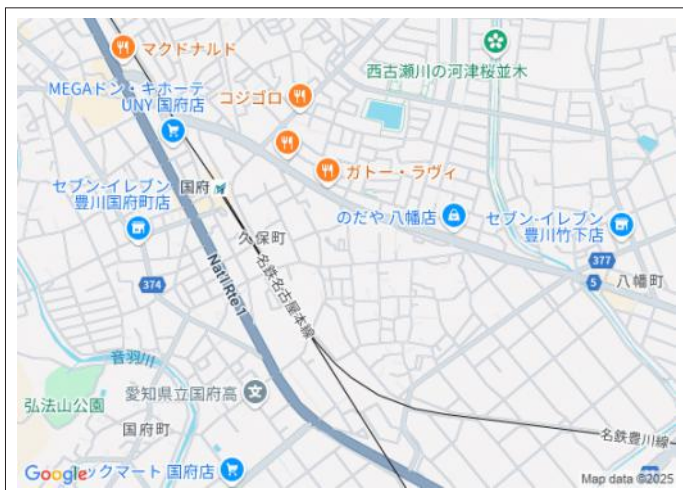 マクドナルド
西古瀬川の河津桜並木
MEGAドン・キホーテ
UNY 国府店
コジゴロ
ガトー・ラヴィ
国府
セブン-イレブン
豊川国府町店
のだや 八幡店
セブン-イレブン
豊川竹下店
久保町
377
八幡町
374
Nat'l Rte 1
名鉄名古屋本線
5
音羽川
愛知県立国府高
弘法山公園
国府町
名鉄豊川線
Google
ックマート 国府店
31
Map data ©2025